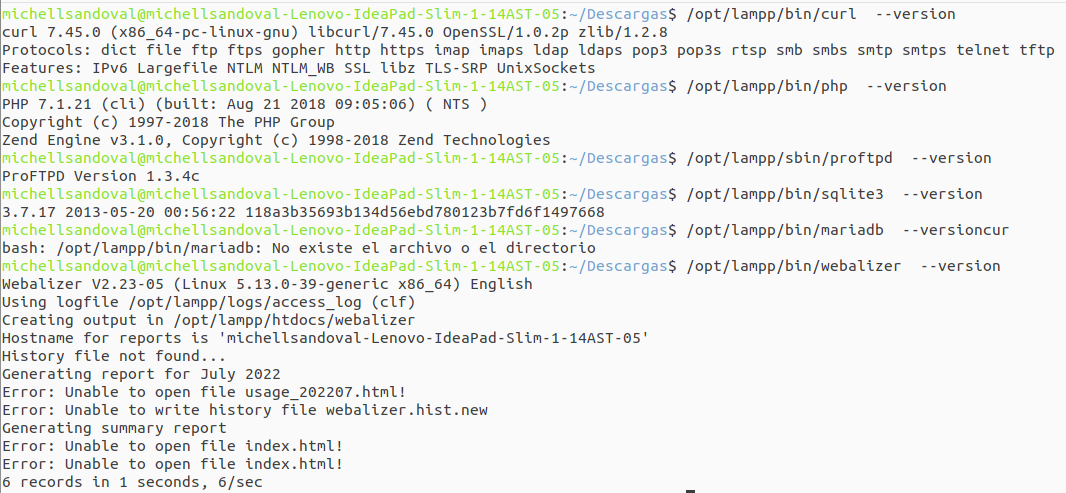 michellsandoval@michellsandoval-Lenovo-IdeaPad-Slim-1-14AST-05:~/Descargas$ /opt/lampp/bin/curl  --version
curl 7.45.0 (x86_64-pc-linux-gnu) libcurl/7.45.0 OpenSSL/1.0.2p zlib/1.2.8
Protocols: dict file ftp ftps gopher http https imap imaps ldap ldaps pop3 pop3s rtsp smb smbs smtp smtps telnet tftp
Features: IPv6 Largefile NTLM NTLM_WB SSL libz TLS-SRP UnixSockets
michellsandoval@michellsandoval-Lenovo-IdeaPad-Slim-1-14AST-05:~/Descargas$ /opt/lampp/bin/php  --version
PHP 7.1.21 (cli) (built: Aug 21 2018 09:05:06) ( NTS )
Copyright (c) 1997-2018 The PHP Group
Zend Engine v3.1.0, Copyright (c) 1998-2018 Zend Technologies
michellsandoval@michellsandoval-Lenovo-IdeaPad-Slim-1-14AST-05:~/Descargas$ /opt/lampp/sbin/proftpd  --version
ProFTPD Version 1.3.4c
michellsandoval@michellsandoval-Lenovo-IdeaPad-Slim-1-14AST-05:~/Descargas$ /opt/lampp/bin/sqlite3  --version
3.7.17 2013-05-20 00:56:22 118a3b35693b134d56ebd780123b7fd6f1497668
michellsandoval@michellsandoval-Lenovo-IdeaPad-Slim-1-14AST-05:~/Descargas$ /opt/lampp/bin/mariadb  --versioncur
bash: /opt/lampp/bin/mariadb: No existe el archivo o el directorio
michellsandoval@michellsandoval-Lenovo-IdeaPad-Slim-1-14AST-05:~/Descargas$ /opt/lampp/bin/webalizer  --version
Webalizer V2.23-05 (Linux 5.13.0-39-generic x86_64) English
Using logfile /opt/lampp/logs/access_log (clf)
Creating output in /opt/lampp/htdocs/webalizer
Hostname for reports is 'michellsandoval-Lenovo-IdeaPad-Slim-1-14AST-05'
History file not found...
Generating report for July 2022
Error: Unable to open file usage_202207.html!
Error: Unable to write history file webalizer.hist.new
Generating summary report
Error: Unable to open file index.html!
Error: Unable to open file index.html!
6 records in 1 seconds, 6/sec